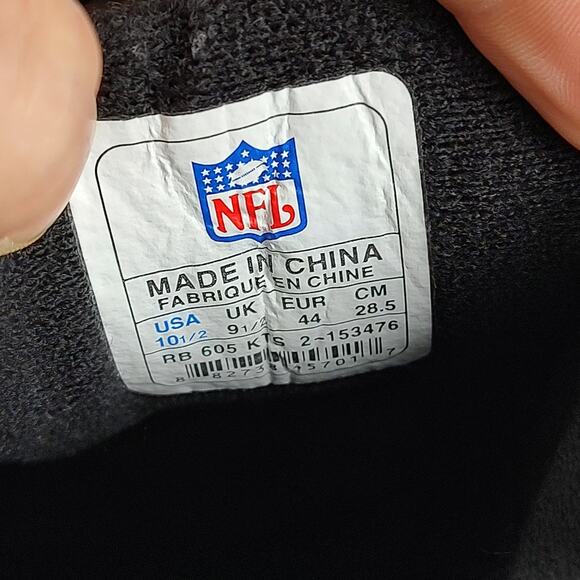 NFL
MADE IN CHINA
FABRIQUE EN CHINE
USA UK EUR CM
10 1/2 9 1/2 44 28.5
RB 605 KTS 2-153476